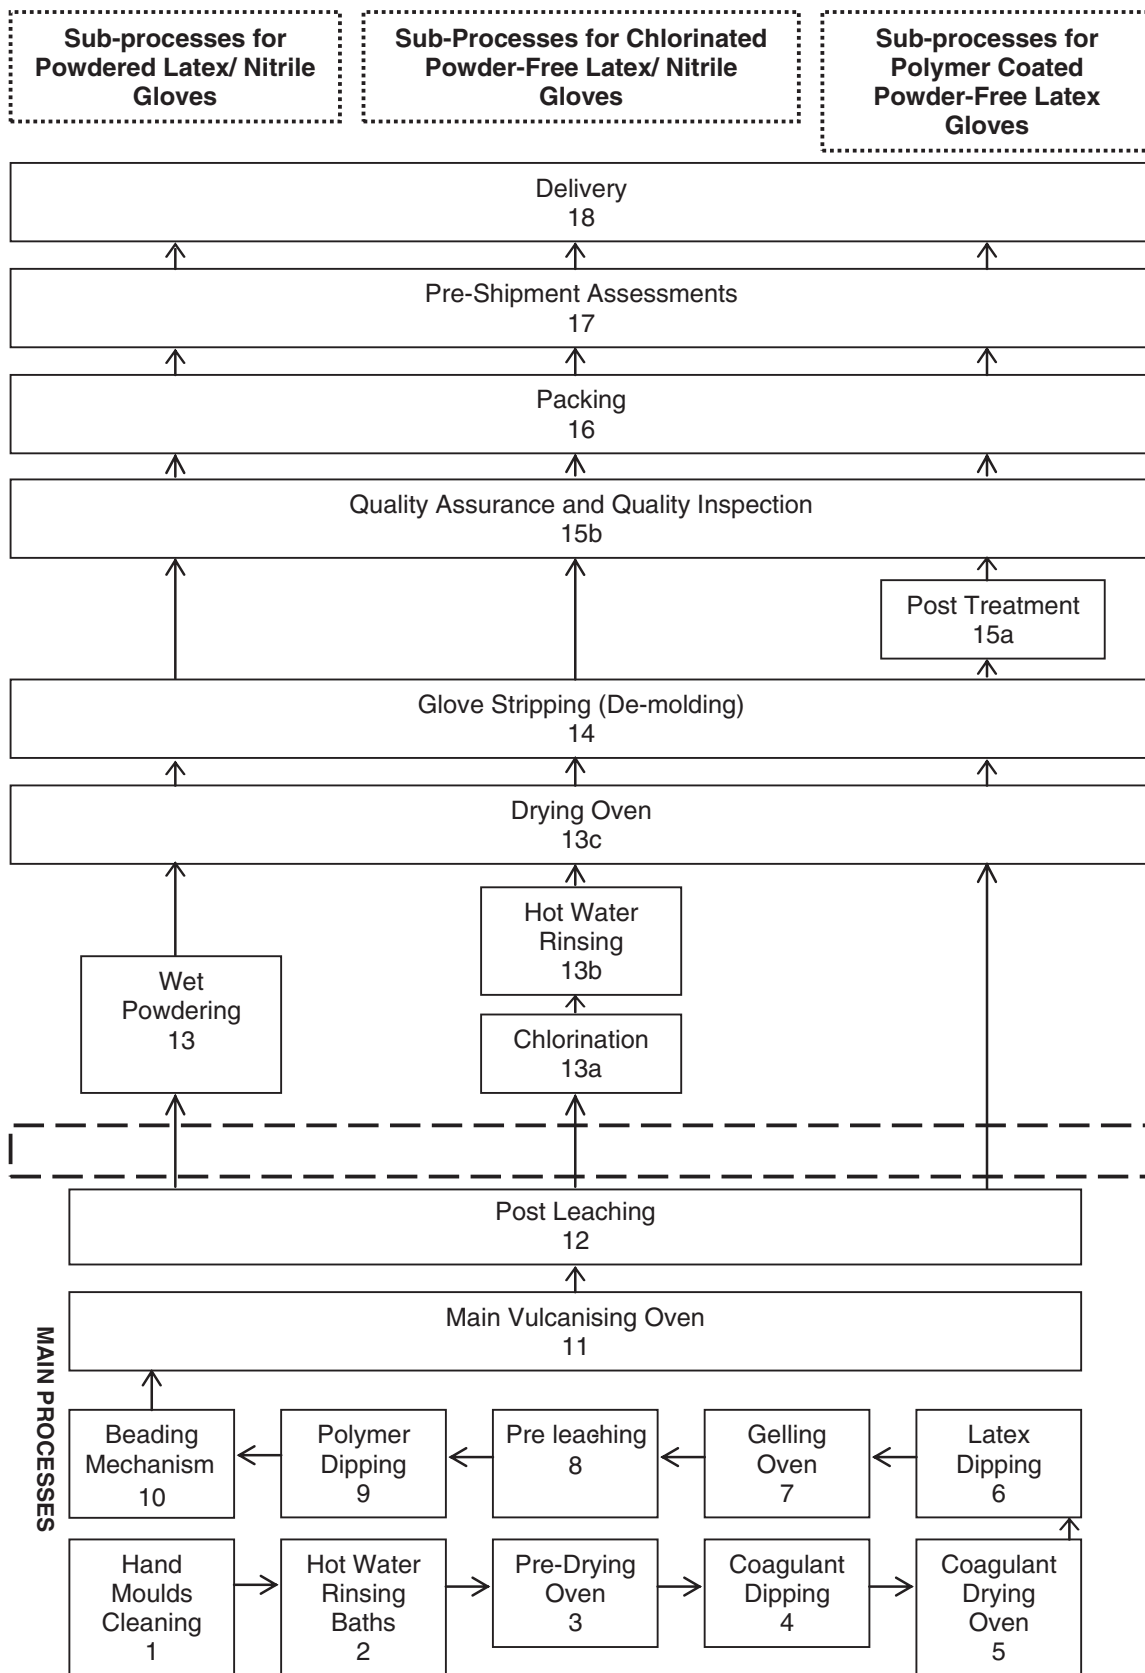 Sub-processes for
Powdered Latex/ Nitrile
Gloves
Sub-Processes for Chlorinated
Powder-Free Latex/ Nitrile
Gloves
Sub-processes for
Polymer Coated
Powder-Free Latex
Gloves
Delivery
18
Pre-Shipment Assessments
17
Packing
16
Quality Assurance and Quality Inspection
15b
Post Treatment
15a
Glove Stripping (De-molding)
14
Drying Oven
13c
Hot Water
Rinsing
13b
Wet
Powdering
13
Chlorination
13a
Post Leaching
12
Main Vulcanising Oven
11
MAIN PROCESSES
Beading
Mechanism
10
Polymer
Dipping
9
Pre leaching
8
Gelling
Oven
7
Latex
Dipping
6
Hand
Moulds
Cleaning
1
Hot Water
Rinsing
Baths
2
Pre-Drying
Oven
3
Coagulant
Dipping
4
Coagulant
Drying
Oven
5